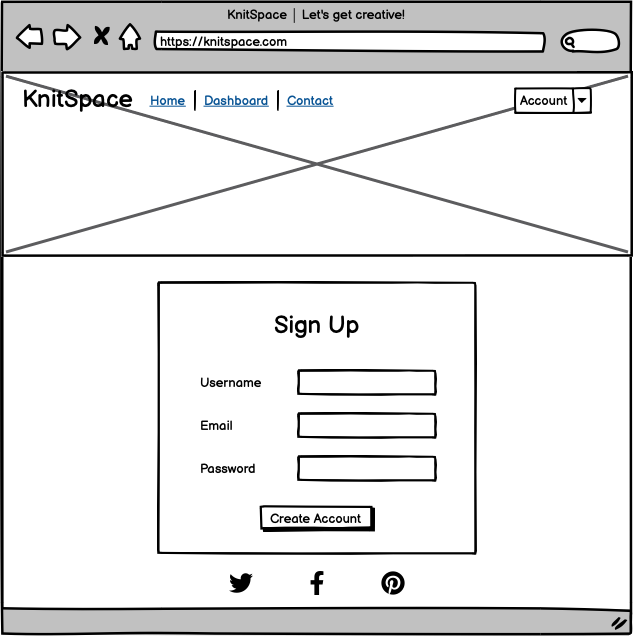 KnitSpace | Let's get creative!
https://knitspace.com
KnitSpace Home | Dashboard | Contact Account
Sign Up
Username
Email
Password
Create Account